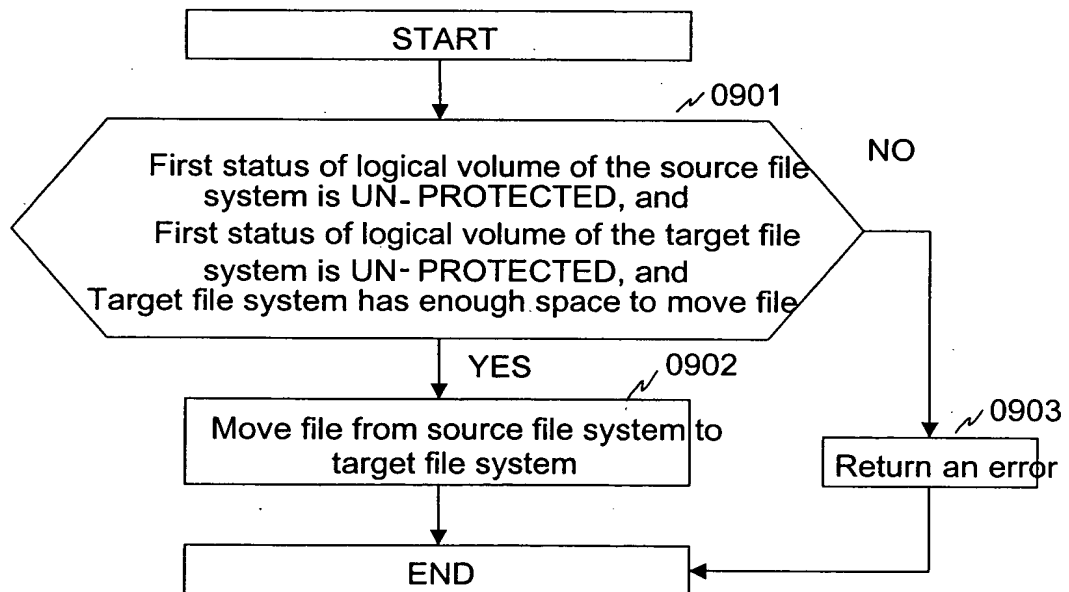 START
0901
NO
First status of logical volume of the source file
system is UN-PROTECTED, and
First status of logical volume of the target file
system is UN-PROTECTED, and
Target file system has enough space to move file
YES
0902
Move file from source file system to
target file system
0903
Return an error
END